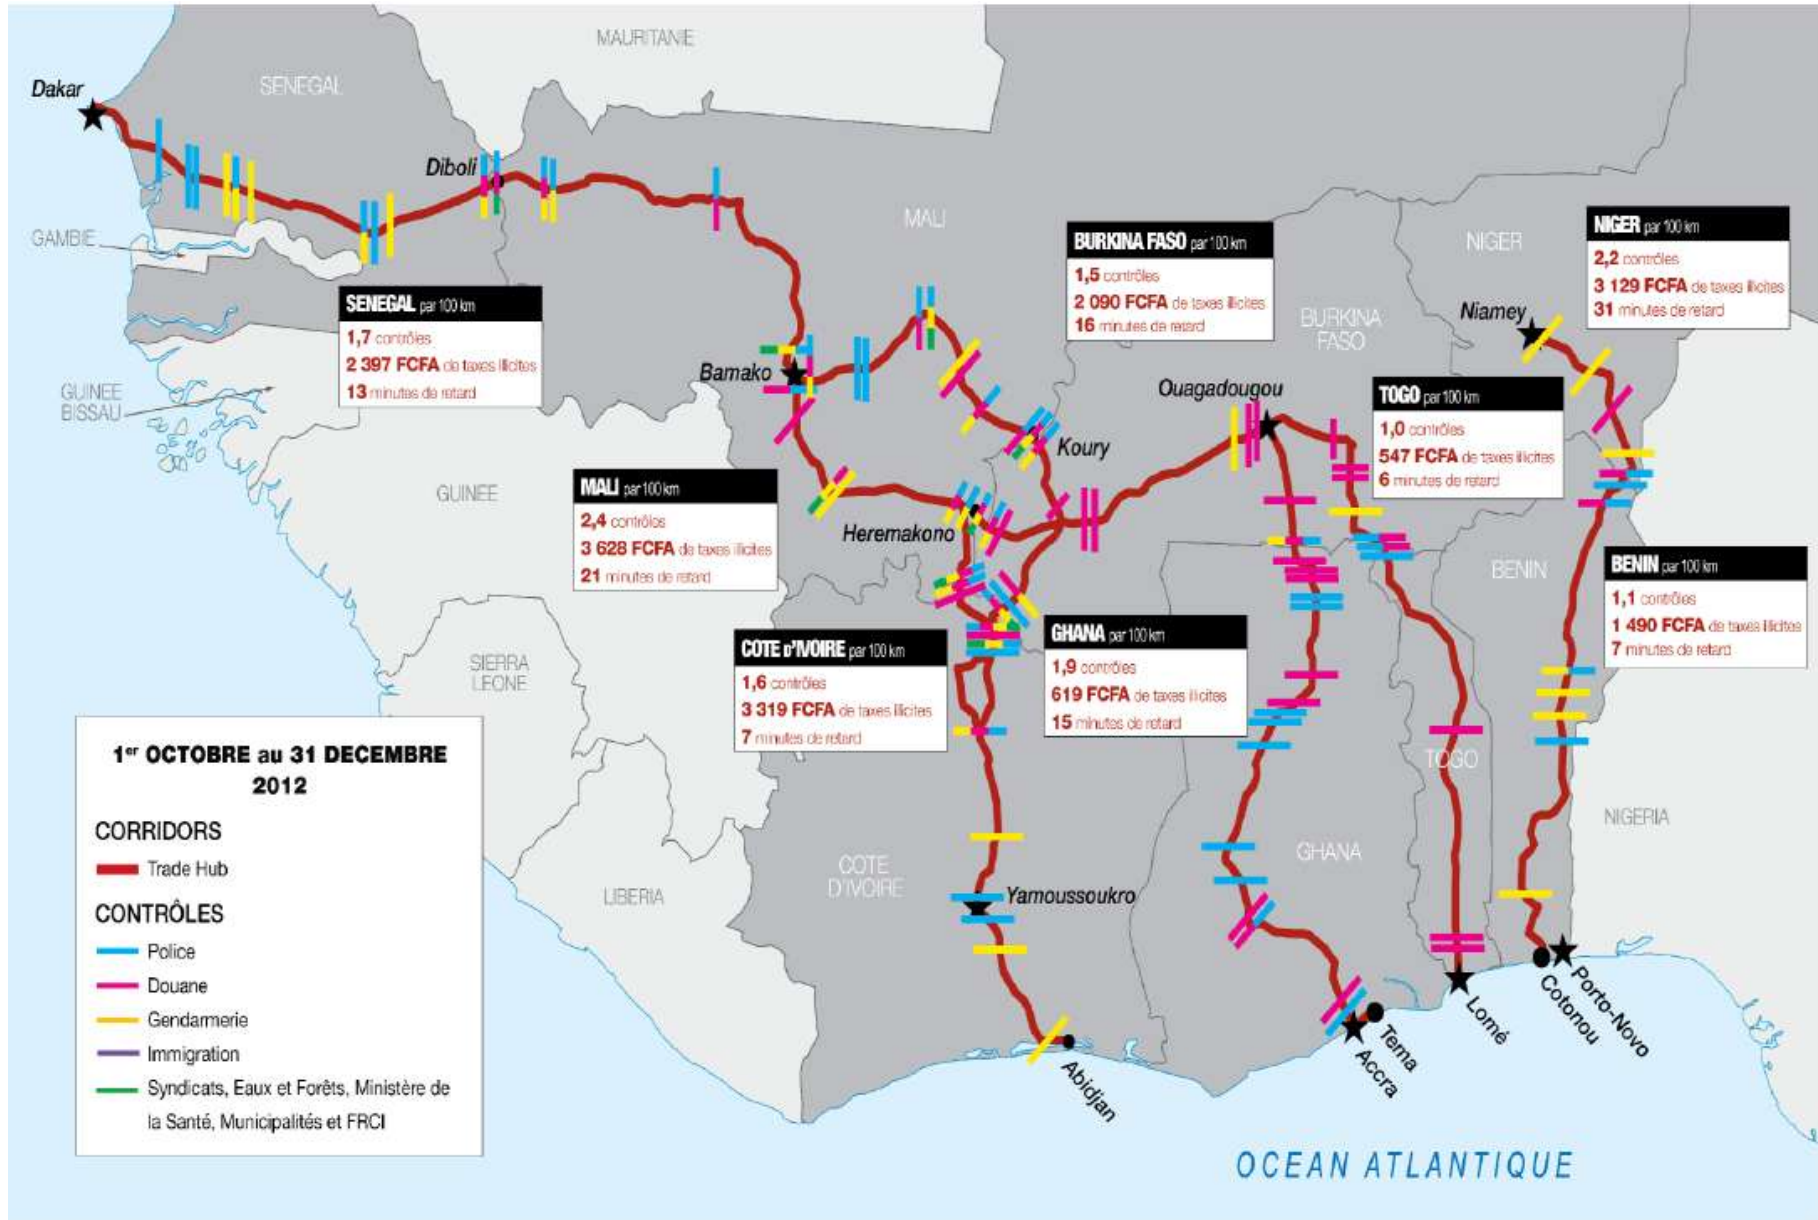 MAURITANIE
Dakar
SENEGAL
Diboli
GAMBIE
MALI
NIGER
GUINEE
BISSAU
SENEGAL par 100 km
1,7 contrôles
2 397 FCFA de taxes illicites
13 minutes de retard
BURKINA FASO par 100 km
1,5 contrôles
2 090 FCFA de taxes illicites
16 minutes de retard
NIGER par 100 km
2,2 contrôles
3 129 FCFA de taxes illicites
31 minutes de retard
Niamey
BURKINA
FASO
Bamako
Ouagadougou
Koury
TOGO par 100 km
1,0 contrôles
547 FCFA de taxes illicites
6 minutes de retard
GUINEE
MALI par 100 km
2,4 contrôles
3 628 FCFA de taxes illicites
21 minutes de retard
Heremakono
BENIN
BENIN par 100 km
1,1 contrôles
1 490 FCFA de taxes illicites
7 minutes de retard
SIERRA
LEONE
COTE D'IVOIRE par 100 km
1,6 contrôles
3 319 FCFA de taxes illicites
7 minutes de retard
GHANA par 100 km
1,9 contrôles
619 FCFA de taxes illicites
15 minutes de retard
TOGO
NIGERIA
GHANA
COTE
D'IVOIRE
LIBERIA
Yamoussoukro
Abidjan
Accra
Tema
Lomé
Cotonou
Porto-Novo
1er OCTOBRE au 31 DECEMBRE
2012
CORRIDORS
Trade Hub
CONTRÔLES
Police
Douane
Gendarmerie
Immigration
Syndicats, Eaux et Forêts, Ministère de
la Santé, Municipalités et FRCI
OCEAN ATLANTIQUE